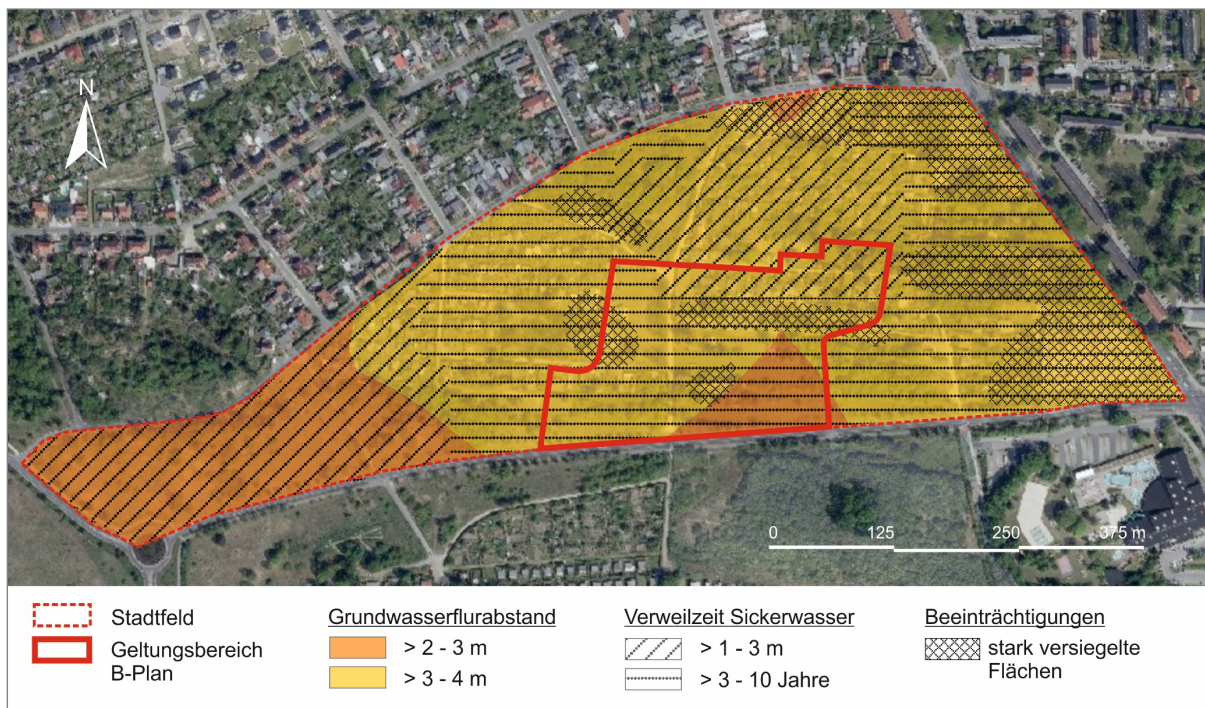 N
0 125 250 375 m
Stadtfeld
Geltungsbereich
B-Plan
Grundwasserflurabstand
> 2 - 3 m
> 3 - 4 m
Verweilzeit Sickerwasser
> 1 - 3 m
> 3 - 10 Jahre
Beeinträchtigungen
stark versiegelte
Flächen